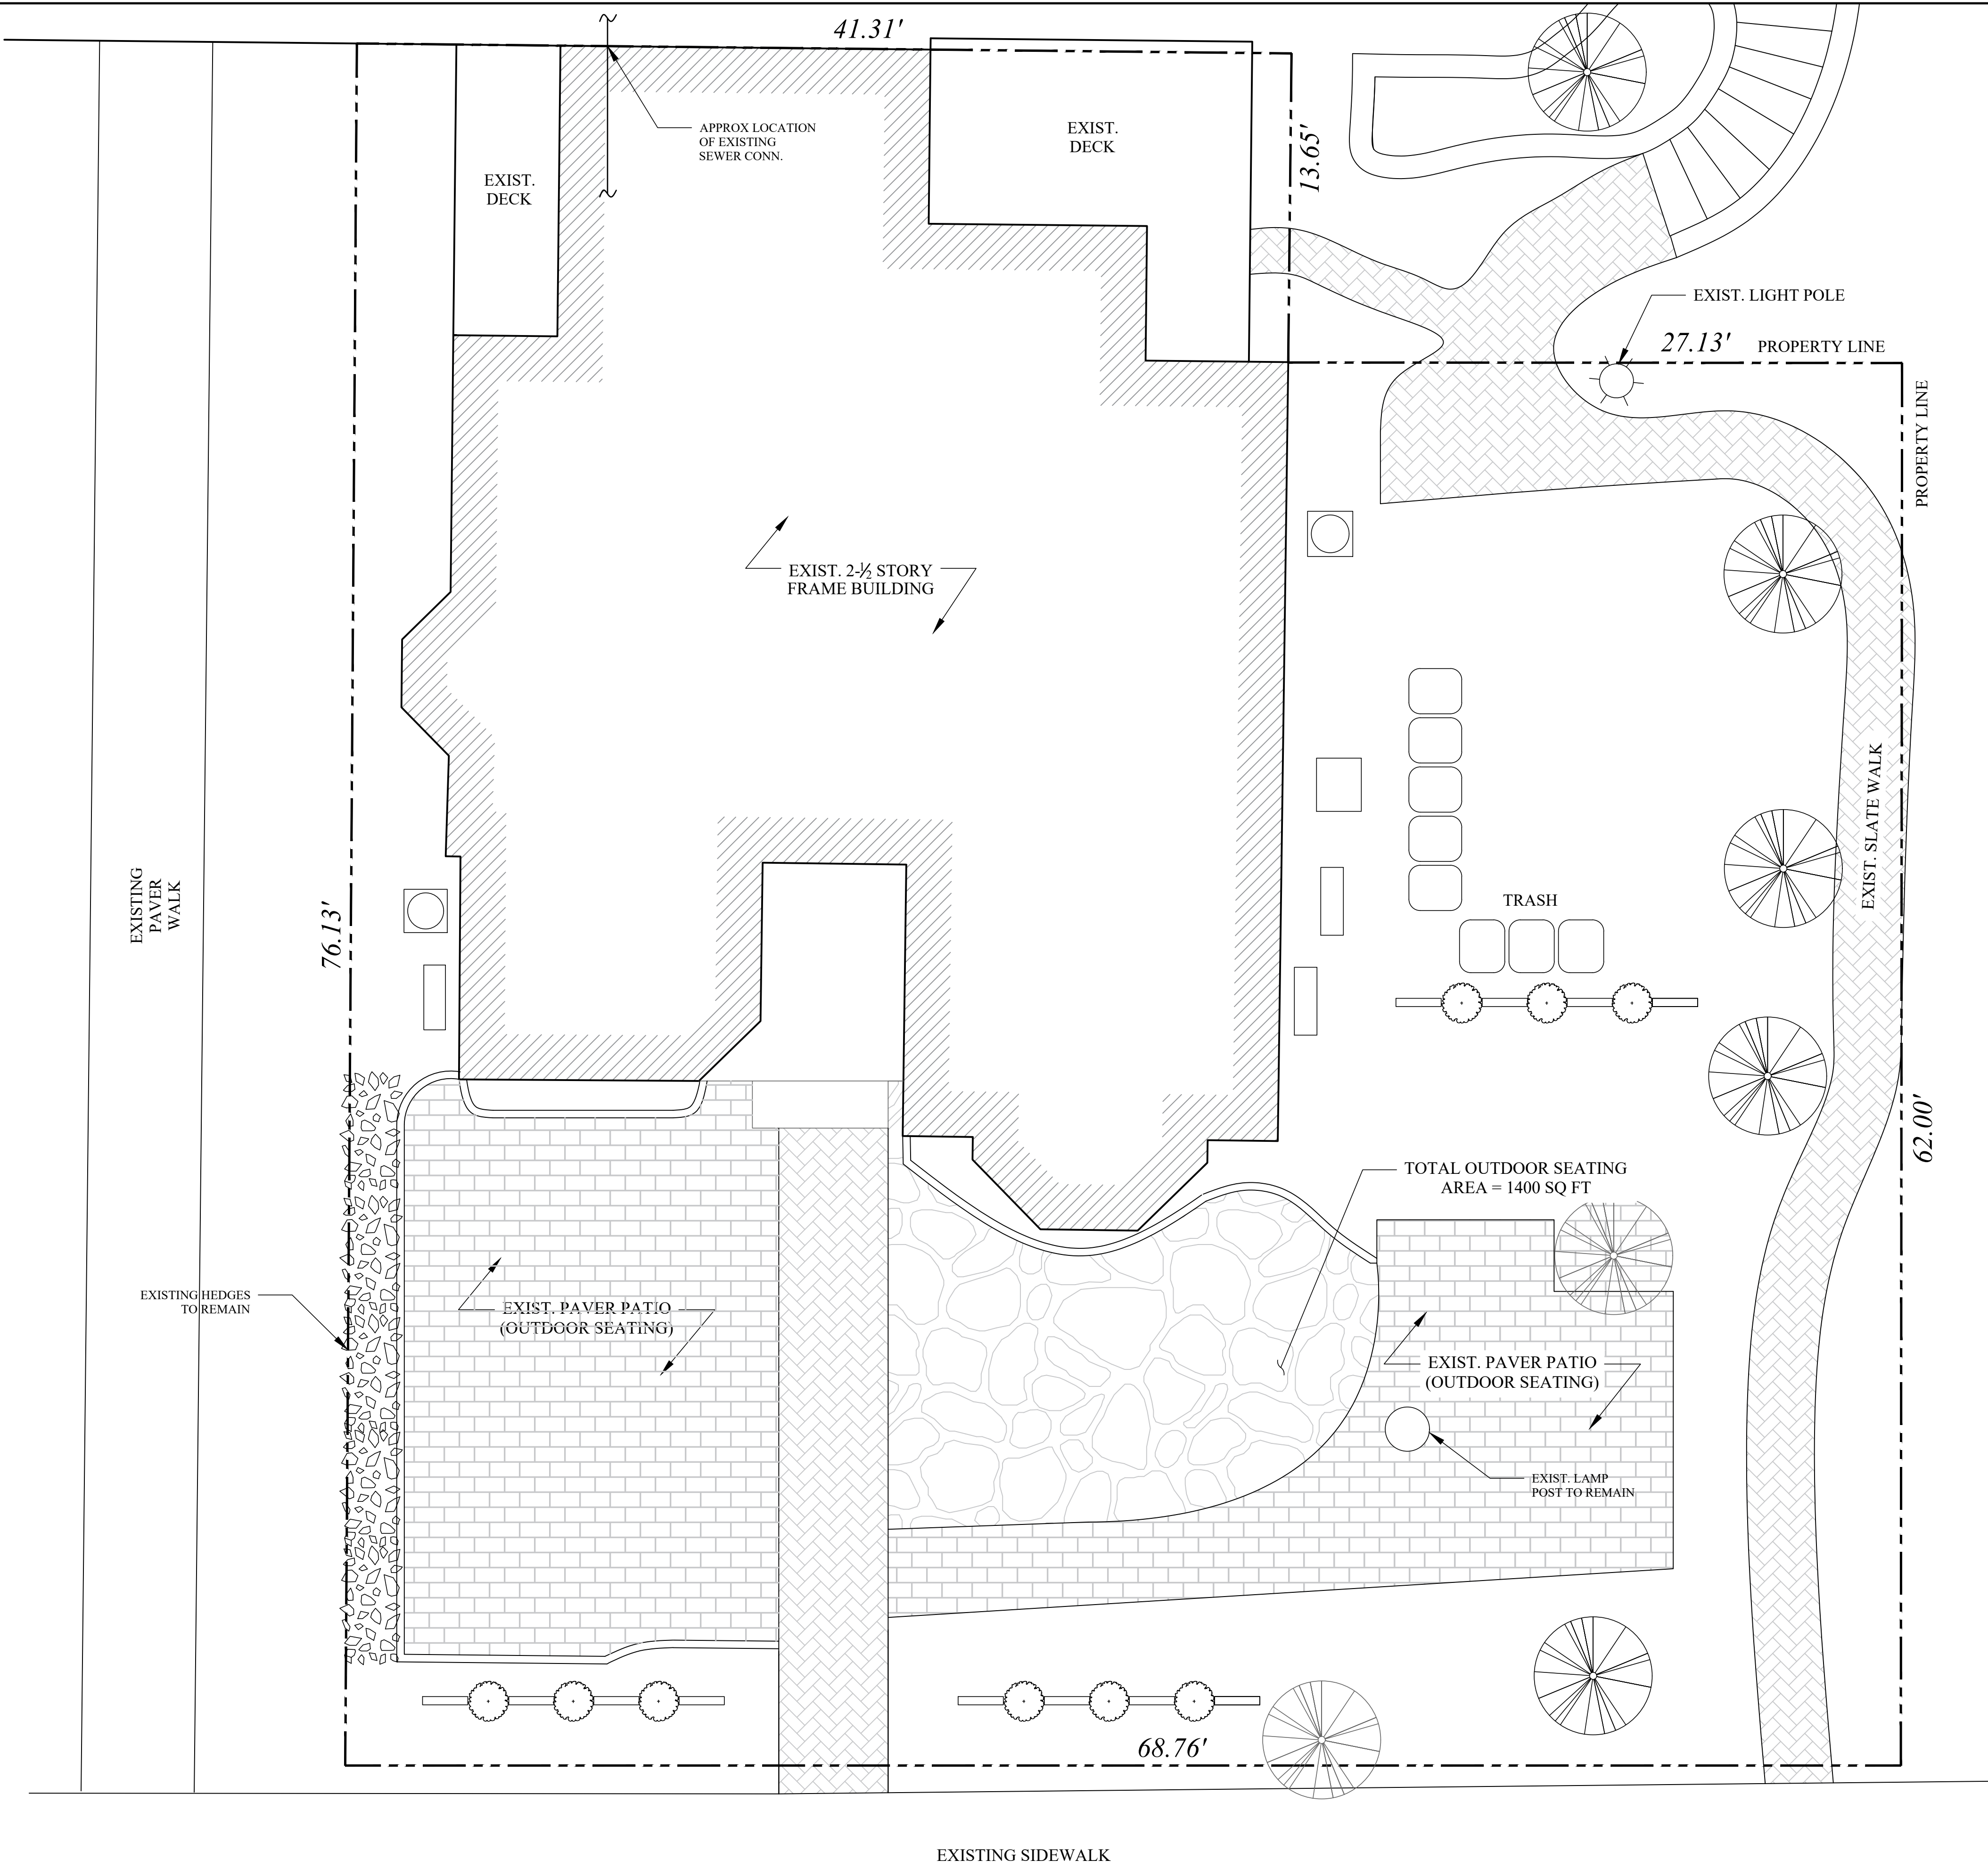 41.31'
APPROX LOCATION
OF EXISTING
SEWER CONN.
EXIST.
DECK
EXIST.
DECK
13.65'
EXIST. LIGHT POLE
27.13'
PROPERTY LINE
PROPERTY LINE
EXIST. 2-½ STORY
FRAME BUILDING
EXIST. SLATE WALK
EXISTING
PAVER
WALK
76.13'
TRASH
62.00'
TOTAL OUTDOOR SEATING
AREA = 1400 SQ FT
EXISTING HEDGES
TO REMAIN
EXIST. PAVER PATIO
(OUTDOOR SEATING)
EXIST. PAVER PATIO
(OUTDOOR SEATING)
EXIST. LAMP
POST TO REMAIN
68.76'
EXISTING SIDEWALK